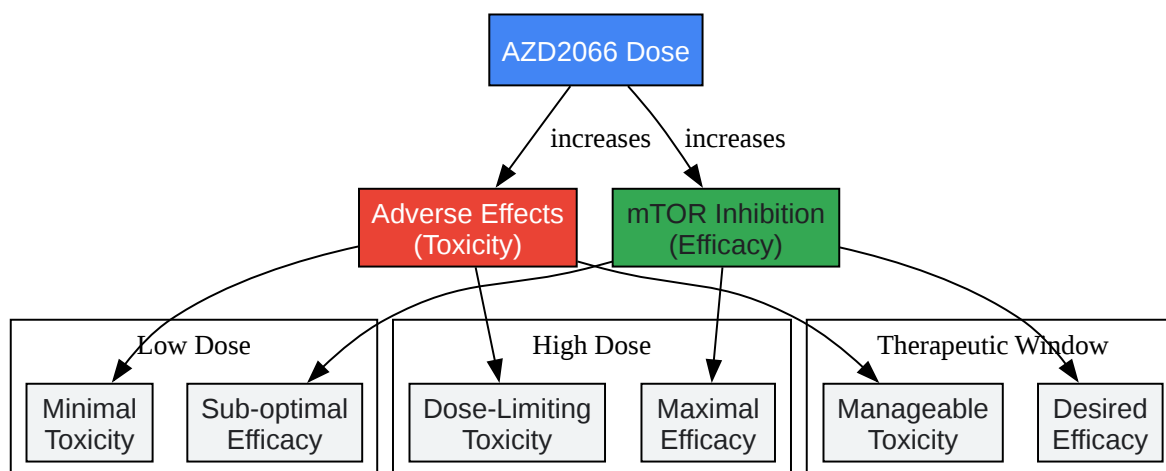 AZD2066 Dose
increases
increases
Adverse Effects
(Toxicity)
mTOR Inhibition
(Efficacy)
Low Dose
High Dose
Therapeutic Window
Minimal
Toxicity
Sub-optimal
Efficacy
Dose-Limiting
Toxicity
Maximal
Efficacy
Manageable
Toxicity
Desired
Efficacy